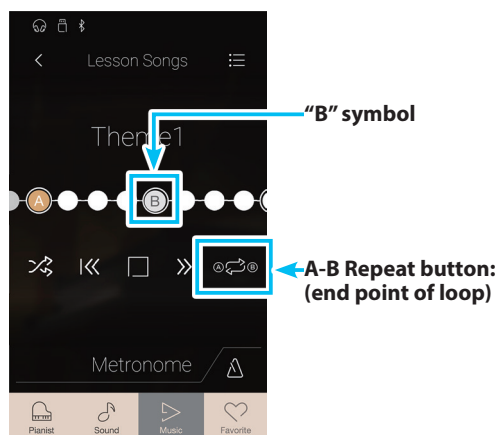 Lesson Songs
"B" symbol
Theme1
A
B
A B
A-B Repeat button:
(end point of loop)
Metronome
Pianist Sound Music Favorite